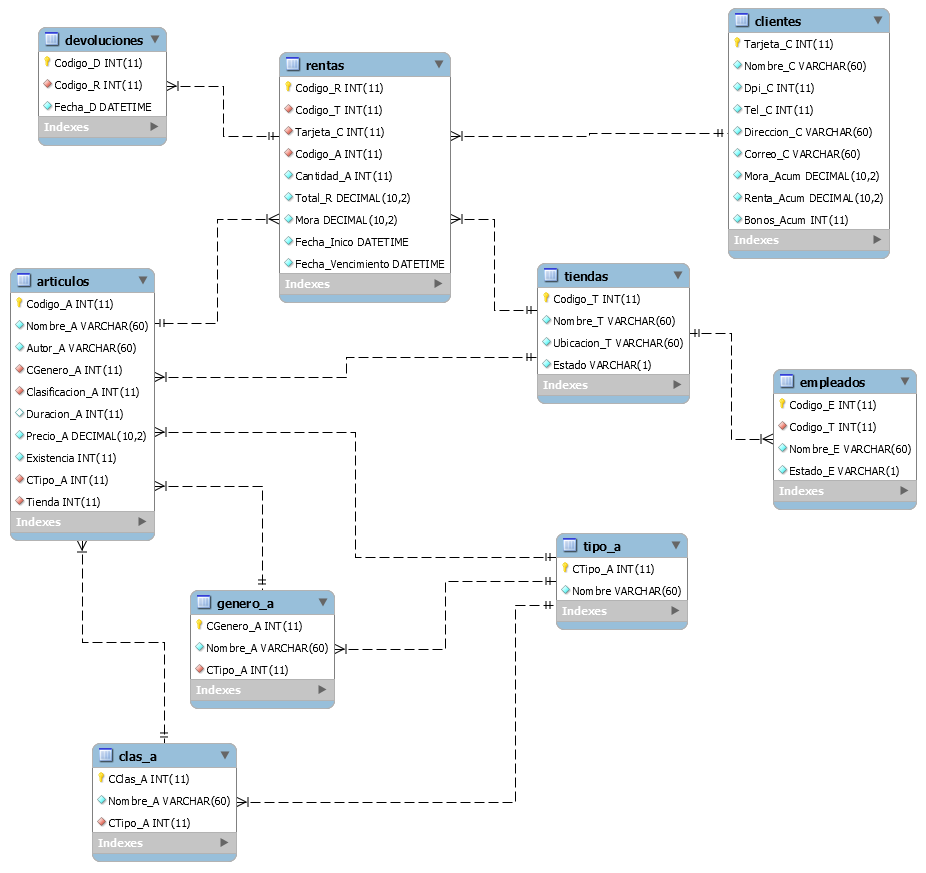 devoluciones
Codigo_D INT(11)
Codigo_R INT(11)
Fecha_D DATETIME
Indexes
rentas
Codigo_R INT(11)
Codigo_T INT(11)
Tarjeta_C INT(11)
Codigo_A INT(11)
Cantidad_A INT(11)
Total_R DECIMAL(10,2)
Mora DECIMAL(10,2)
Fecha_Inico DATETIME
Fecha_Vencimiento DATETIME
Indexes
clientes
Tarjeta_C INT(11)
Nombre_C VARCHAR(60)
Dpi_C INT(11)
Tel_C INT(11)
Direccion_C VARCHAR(60)
Correo_C VARCHAR(60)
Mora_Acum DECIMAL(10,2)
Renta_Acum DECIMAL(10,2)
Bonos_Acum INT(11)
Indexes
articulos
Codigo_A INT(11)
Nombre_A VARCHAR(60)
Autor_A VARCHAR(60)
CGenero_A INT(11)
Clasificacion_A INT(11)
Duracion_A INT(11)
Precio_A DECIMAL(10,2)
Existencia INT(11)
CTipo_A INT(11)
Tienda INT(11)
Indexes
tiendas
Codigo_T INT(11)
Nombre_T VARCHAR(60)
Ubicacion_T VARCHAR(60)
Estado VARCHAR(1)
Indexes
empleados
Codigo_E INT(11)
Codigo_T INT(11)
Nombre_E VARCHAR(60)
Estado_E VARCHAR(1)
Indexes
tipo_a
CTipo_A INT(11)
Nombre VARCHAR(60)
Indexes
genero_a
CGenero_A INT(11)
Nombre_A VARCHAR(60)
CTipo_A INT(11)
Indexes
clas_a
CClas_A INT(11)
Nombre_A VARCHAR(60)
CTipo_A INT(11)
Indexes